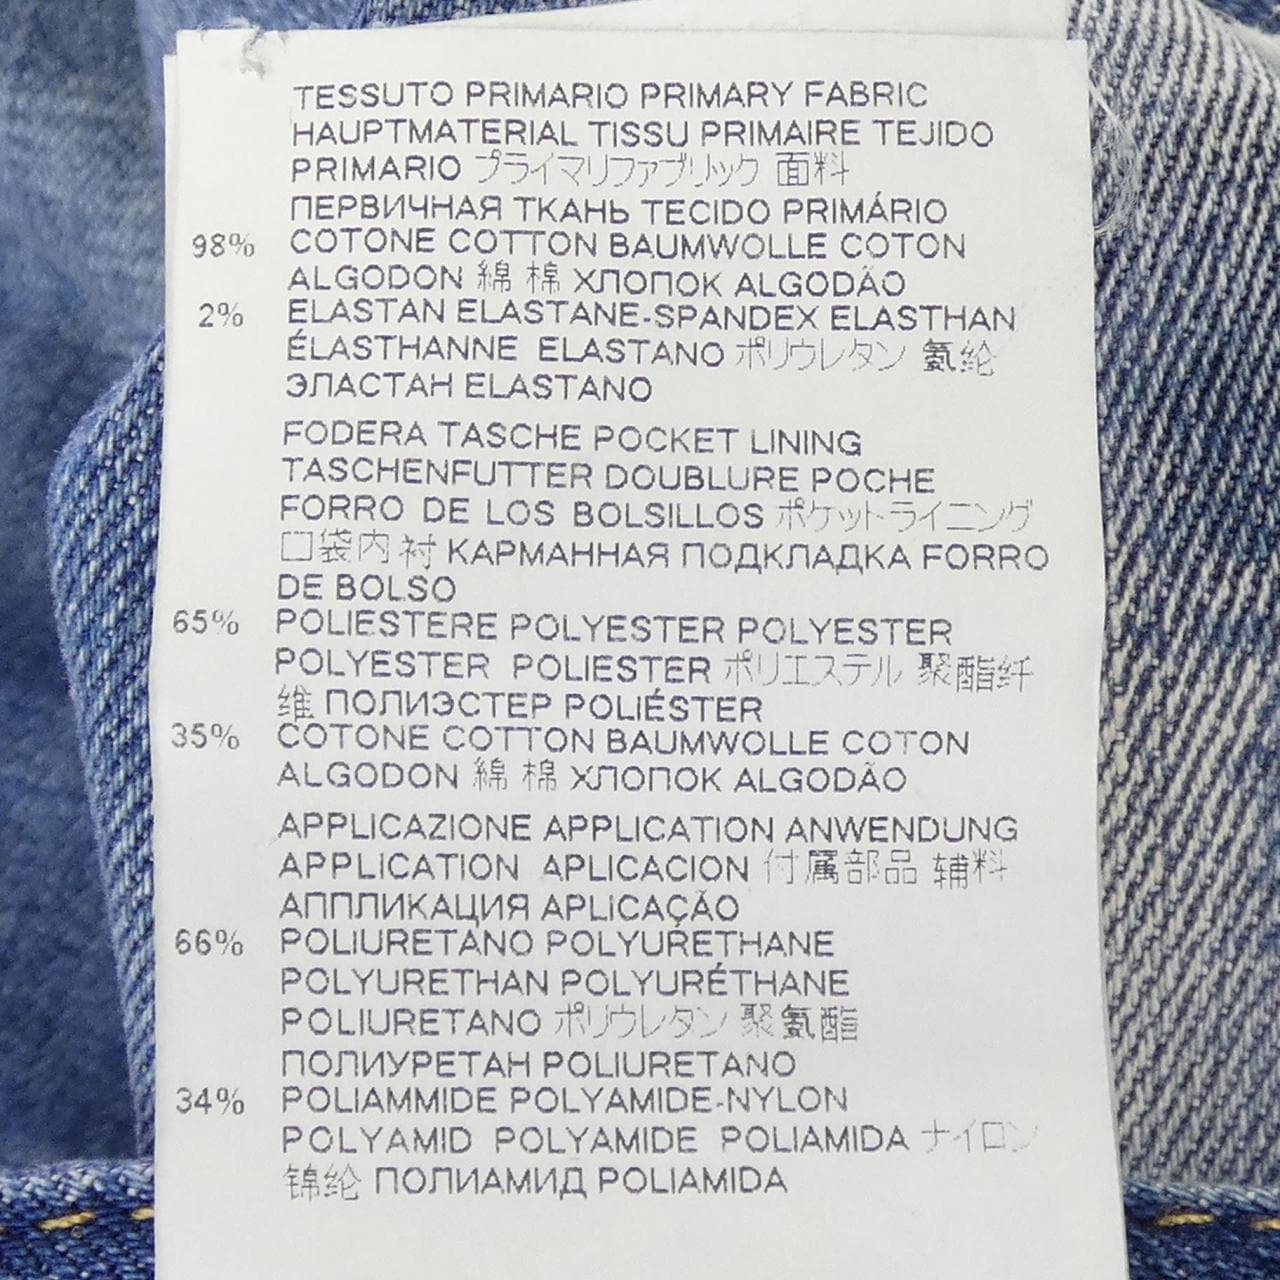 TESSUTO PRIMARIO PRIMARY FABRIC
HAUPTMATERIAL TISSU PRIMAIRE TEJIDO
PRIMARIO プライマリファブリック 面料
ПЕРВИЧНАЯ ТКАНЬ TECIDO PRIMÁRIO
98% COTONE COTTON BAUMWOLLE COTON
ALGODON 綿 棉 ХЛОПОК ALGODÃO
2% ELASTAN ELASTANE-SPANDEX ELASTHAN
ÉLASTHANNE ELASTANO ポリウレタン 氨纶
ЭЛАСТАН ELASTANO
FODERA TASCHE POCKET LINING
TASCHENFUTTER DOUBLURE POCHE
FORRO DE LOS BOLSILLOS ポケットライニング
口袋内衬 КАРМАННАЯ ПОДКЛАДКА FORRO
DE BOLSO
65% POLIESTERE POLYESTER POLYESTER
POLYESTER POLIESTER ポリエステル 聚酯纤
维 ПОЛИЭСТЕР POLIÉSTER
35% COTONE COTTON BAUMWOLLE COTON
ALGODON 綿 棉 ХЛОПОК ALGODÃO
APPLICAZIONE APPLICATION ANWENDUNG
APPLICATION APLICACION 付属部品 辅料
АППЛИКАЦИЯ APLICAÇÃO
66% POLIURETANO POLYURETHANE
POLYURETHAN POLYURÉTHANE
POLIURETANO ポリウレタン 聚氨酯
ПОЛИУРЕТАН POLIURETANO
34% POLIAMMIDE POLYAMIDE-NYLON
POLYAMID POLYAMIDE POLIAMIDA ナイロン
锦纶 ПОЛИАМИД POLIAMIDA